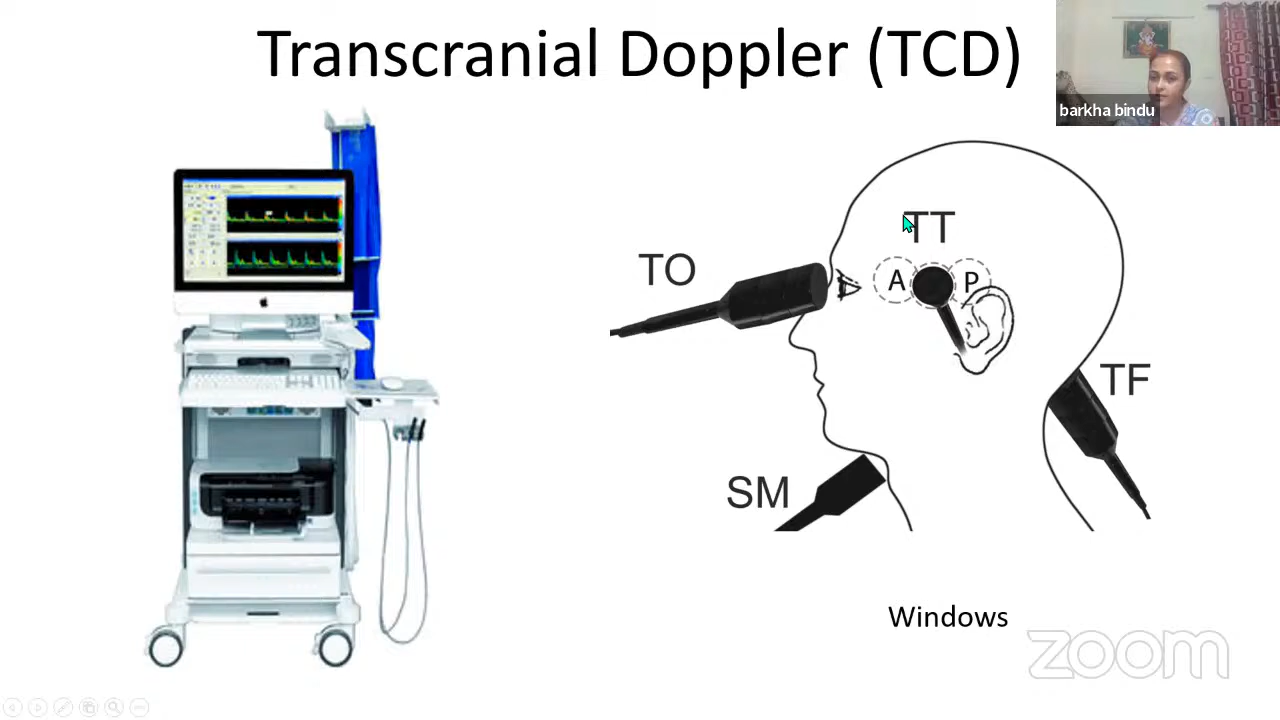 Transcranial Doppler (TCD)
barkha bindu
TT
TO
A
P
TF
SM
Windows
zoom